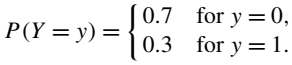 P(Y = y) = { 0.7 for y = 0,
0.3 for y = 1.